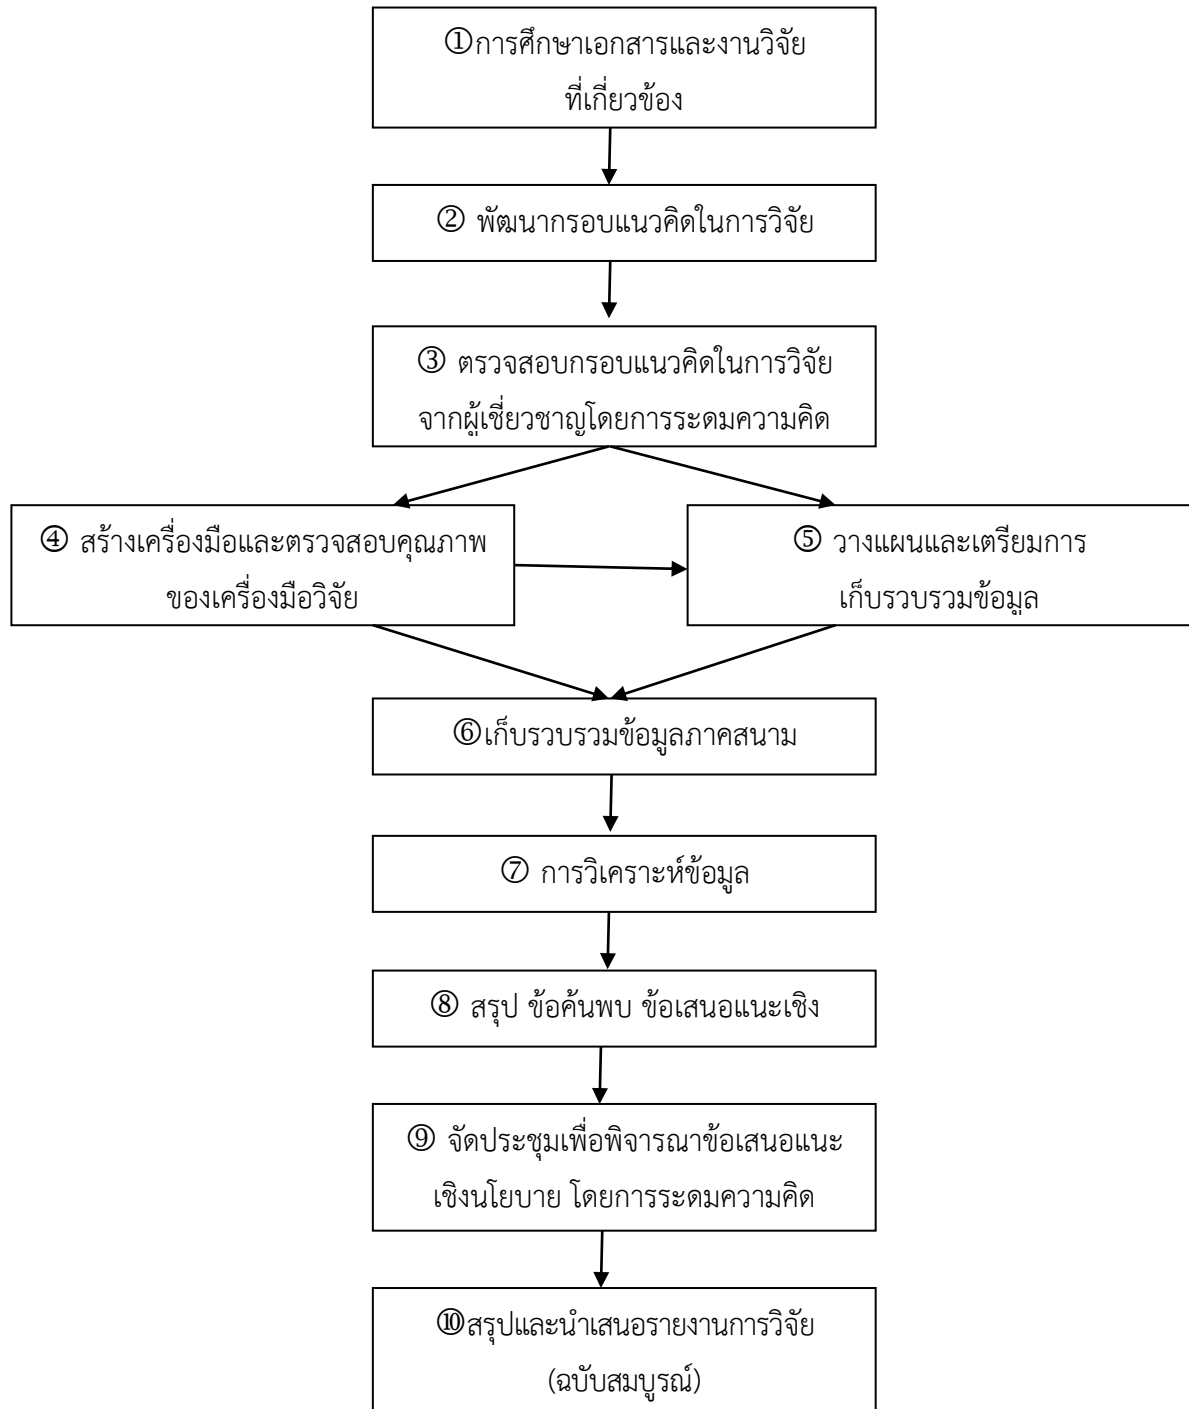 ①การศึกษาเอกสารและงานวิจัย
ที่เกี่ยวข้อง
② พัฒนากรอบแนวคิดในการวิจัย
③ ตรวจสอบกรอบแนวคิดในการวิจัย
จากผู้เชี่ยวชาญโดยการระดมความคิด
④ สร้างเครื่องมือและตรวจสอบคุณภาพ
ของเครื่องมือวิจัย
⑤ วางแผนและเตรียมการ
เก็บรวบรวมข้อมูล
⑥เก็บรวบรวมข้อมูลภาคสนาม
⑦ การวิเคราะห์ข้อมูล
⑧ สรุป ข้อค้นพบ ข้อเสนอแนะเชิง
⑨ จัดประชุมเพื่อพิจารณาข้อเสนอแนะ
เชิงนโยบาย โดยการระดมความคิด
⑩สรุปและนำเสนอรายงานการวิจัย
(ฉบับสมบูรณ์)